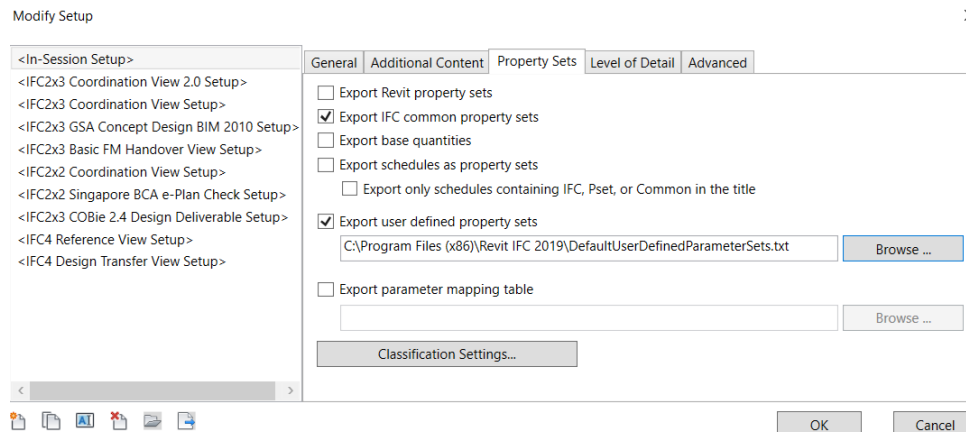 Modify Setup
<In-Session Setup>
<IFC2x3 Coordination View 2.0 Setup>
<IFC2x3 Coordination View Setup>
<IFC2x3 GSA Concept Design BIM 2010 Setup>
<IFC2x3 Basic FM Handover View Setup>
<IFC2x2 Coordination View Setup>
<IFC2x2 Singapore BCA e-Plan Check Setup>
<IFC2x3 COBie 2.4 Design Deliverable Setup>
<IFC4 Reference View Setup>
<IFC4 Design Transfer View Setup>
General Additional Content Property Sets Level of Detail Advanced
Export Revit property sets
Export IFC common property sets
Export base quantities
Export schedules as property sets
Export only schedules containing IFC, Pset, or Common in the title
Export user defined property sets
C:\Program Files (x86)\Revit IFC 2019\DefaultUserDefinedParameterSets.txt Browse ...
Export parameter mapping table
Browse ...
Classification Settings...
OK Cancel